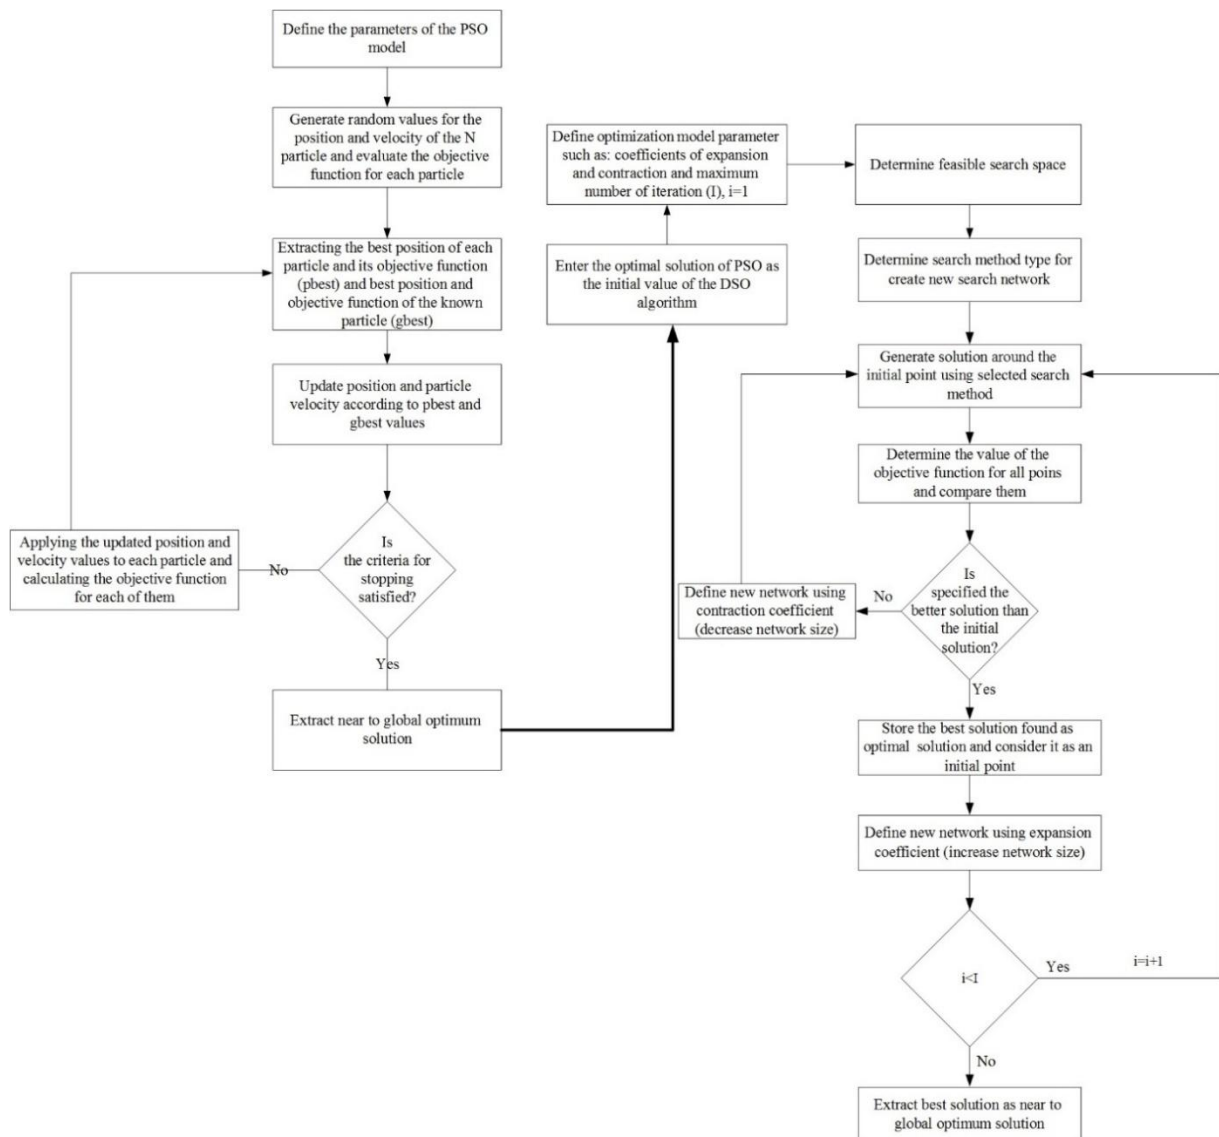 Define the parameters of the PSO
model
Generate random values for the
position and velocity of the N
particle and evaluate the objective
function for each particle
Extracting the best position of each
particle and its objective function
(pbest) and best position and
objective function of the known
particle (gbest)
Update position and particle
velocity according to pbest and
gbest values
Is
the criteria for
stopping
satisfied?
No
Applying the updated position and
velocity values to each particle and
calculating the objective function
for each of them
Yes
Extract near to global optimum
solution
Enter the optimal solution of PSO as
the initial value of the DSO
algorithm
Define optimization model parameter
such as: coefficients of expansion
and contraction and maximum
number of iteration (I), i=1
Determine feasible search space
Determine search method type for
create new search network
Generate solution around the
initial point using selected search
method
Determine the value of the
objective function for all poins
and compare them
Is
specified the
better solution than
the initial
solution?
No
Define new network using
contraction coefficient
(decrease network size)
Yes
Store the best solution found as
optimal solution and consider it as an
initial point
Define new network using expansion
coefficient (increase network size)
i<I
Yes
i=i+1
No
Extract best solution as near to
global optimum solution